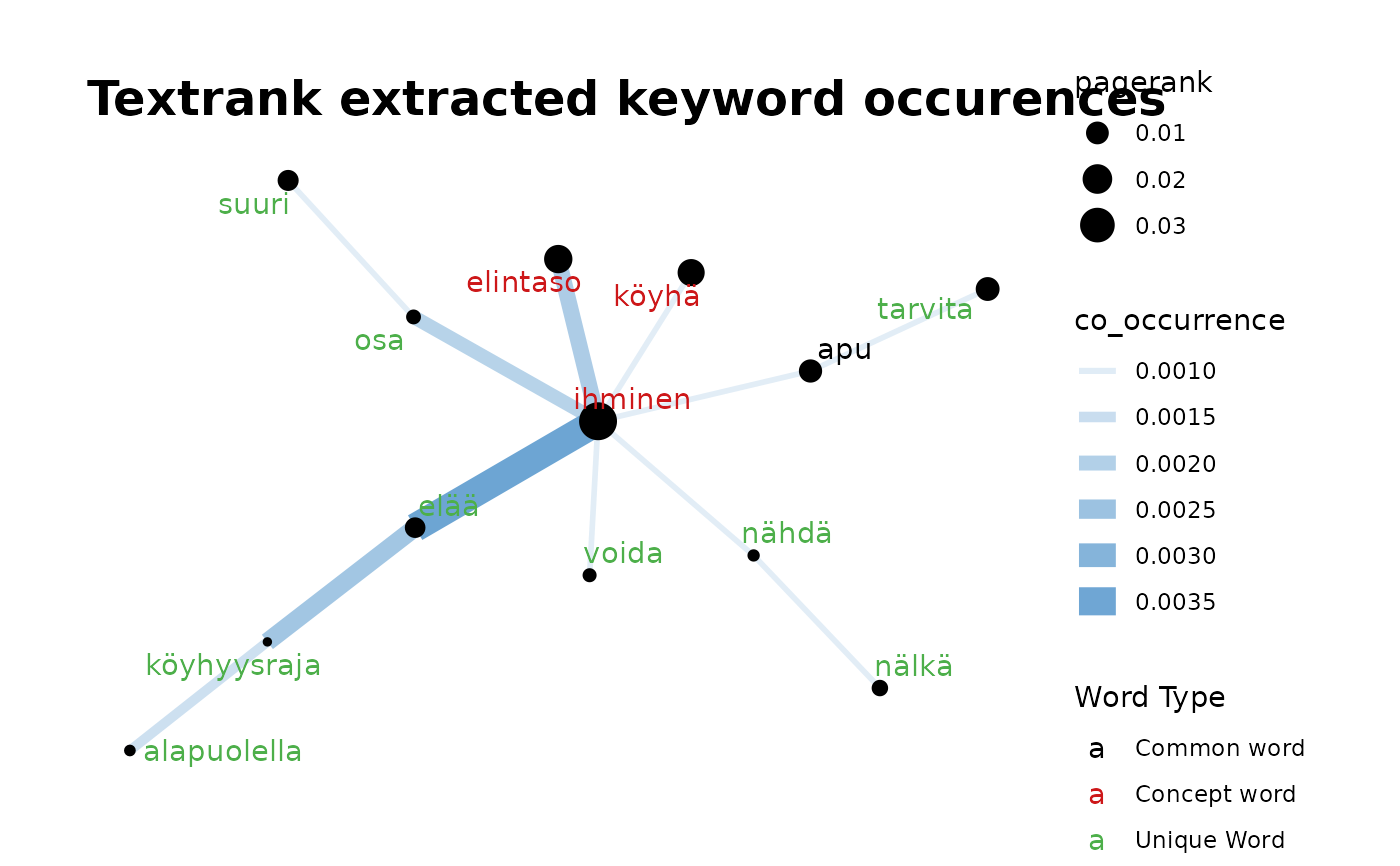 Textrank extracted keyword occurences
suuri
elintaso
köyhä
osa
tarvita
apu
ihminen
elää
voida
nähdä
köyhyysraja
nälkä
alapuolella
pagerank
0.01
0.02
0.03
co_occurrence
0.0010
0.0015
0.0020
0.0025
0.0030
0.0035
Word Type
a Common word
a Concept word
a Unique Word